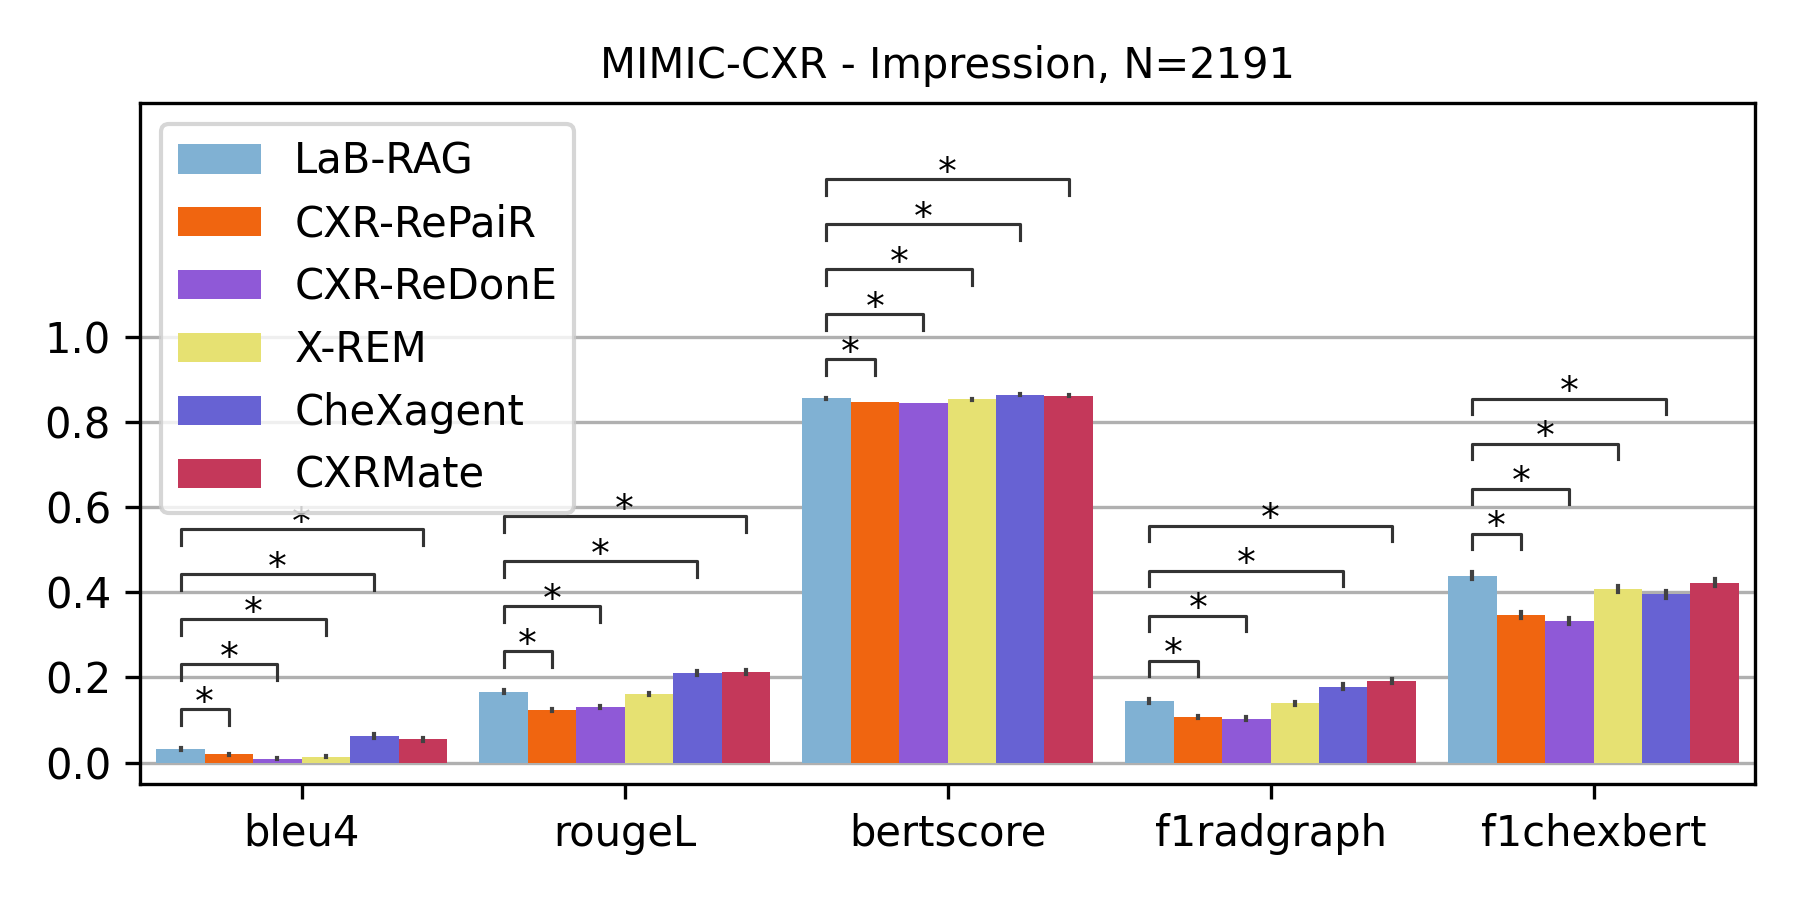 MIMIC-CXR - Impression, N=2191
LaB-RAG
CXR-RePaiR
CXR-ReDonE
X-REM
CheXagent
CXRMate
* * * * *
* * * *
* * * * *
* * * *
* * * *
1.0
0.8
0.6
0.4
0.2
0.0
bleu4 rougeL bertscore f1radgraph f1chexbert